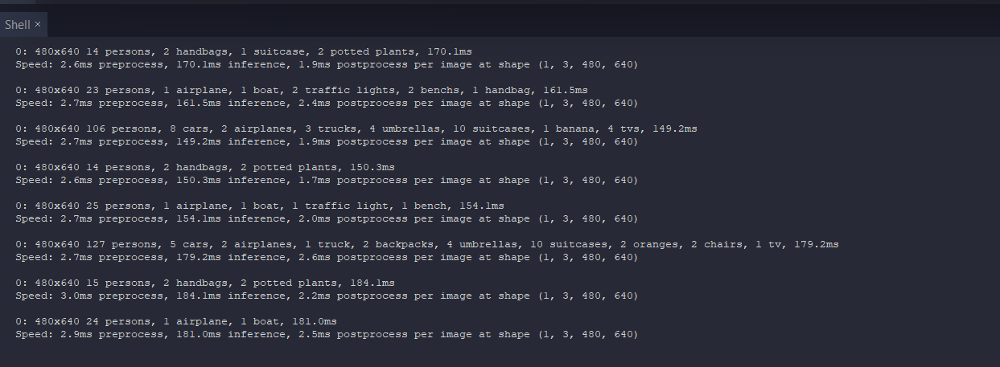 Shell ×
0: 480x640 14 persons, 2 handbags, 1 suitcase, 2 potted plants, 170.1ms
Speed: 2.6ms preprocess, 170.1ms inference, 1.9ms postprocess per image at shape (1, 3, 480, 640)
0: 480x640 23 persons, 1 airplane, 1 boat, 2 traffic lights, 2 benchs, 1 handbag, 161.5ms
Speed: 2.7ms preprocess, 161.5ms inference, 2.4ms postprocess per image at shape (1, 3, 480, 640)
0: 480x640 106 persons, 8 cars, 2 airplanes, 3 trucks, 4 umbrellas, 10 suitcases, 1 banana, 4 tvs, 149.2ms
Speed: 2.7ms preprocess, 149.2ms inference, 1.9ms postprocess per image at shape (1, 3, 480, 640)
0: 480x640 14 persons, 2 handbags, 2 potted plants, 150.3ms
Speed: 2.6ms preprocess, 150.3ms inference, 1.7ms postprocess per image at shape (1, 3, 480, 640)
0: 480x640 25 persons, 1 airplane, 1 boat, 1 traffic light, 1 bench, 154.1ms
Speed: 2.7ms preprocess, 154.1ms inference, 2.0ms postprocess per image at shape (1, 3, 480, 640)
0: 480x640 127 persons, 5 cars, 2 airplanes, 1 truck, 2 backpacks, 4 umbrellas, 10 suitcases, 2 oranges, 2 chairs, 1 tv, 179.2ms
Speed: 2.7ms preprocess, 179.2ms inference, 2.6ms postprocess per image at shape (1, 3, 480, 640)
0: 480x640 15 persons, 2 handbags, 2 potted plants, 184.1ms
Speed: 3.0ms preprocess, 184.1ms inference, 2.2ms postprocess per image at shape (1, 3, 480, 640)
0: 480x640 24 persons, 1 airplane, 1 boat, 181.0ms
Speed: 2.9ms preprocess, 181.0ms inference, 2.5ms postprocess per image at shape (1, 3, 480, 640)